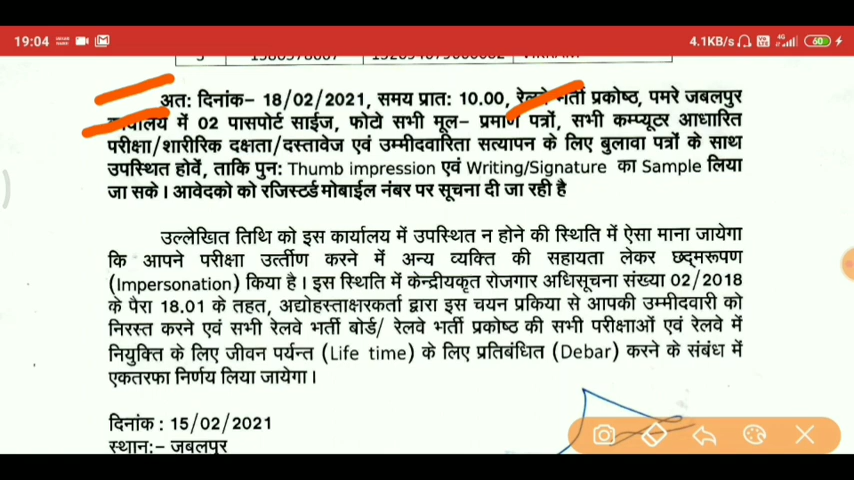 19:04
4.1KB/s 4G 60
अतः दिनांक– 18/02/2021, समय प्रातः 10.00, रेलवे भर्ती प्रकोष्ठ, पमरे जबलपुर
कार्यालय में 02 पासपोर्ट साईज, फोटो सभी मूल– प्रमाण पत्रों, सभी कम्प्यूटर आधारित
परीक्षा/शारीरिक दक्षता/दस्तावेज एवं उम्मीदवारिता सत्यापन के लिए बुलावा पत्रों के साथ
उपस्थित होवें, ताकि पुनः Thumb impression एवं Writing/Signature का Sample लिया
जा सके। आवेदको को रजिस्टर्ड मोबाईल नंबर पर सूचना दी जा रही है
उल्लेखित तिथि को इस कार्यालय में उपस्थित न होने की स्थिति में ऐसा माना जायेगा
कि आपने परीक्षा उर्त्तीण करने में अन्य व्यक्ति की सहायता लेकर छद्मरूपण
(Impersonation) किया है। इस स्थिति में केन्द्रीयकृत रोजगार अधिसूचना संख्या 02/2018
के पैरा 18.01 के तहत, अद्योहस्ताक्षरकर्ता द्वारा इस चयन प्रकिया से आपकी उम्मीदवारी को
निरस्त करने एवं सभी रेलवे भर्ती बोर्ड/ रेलवे भर्ती प्रकोष्ठ की सभी परीक्षाओं एवं रेलवे में
नियुक्ति के लिए जीवन पर्यन्त (Life time) के लिए प्रतिबंधित (Debar) करने के संबंध में
एकतरफा निर्णय लिया जायेगा।
दिनांक : 15/02/2021
स्थान:– जबलपुर